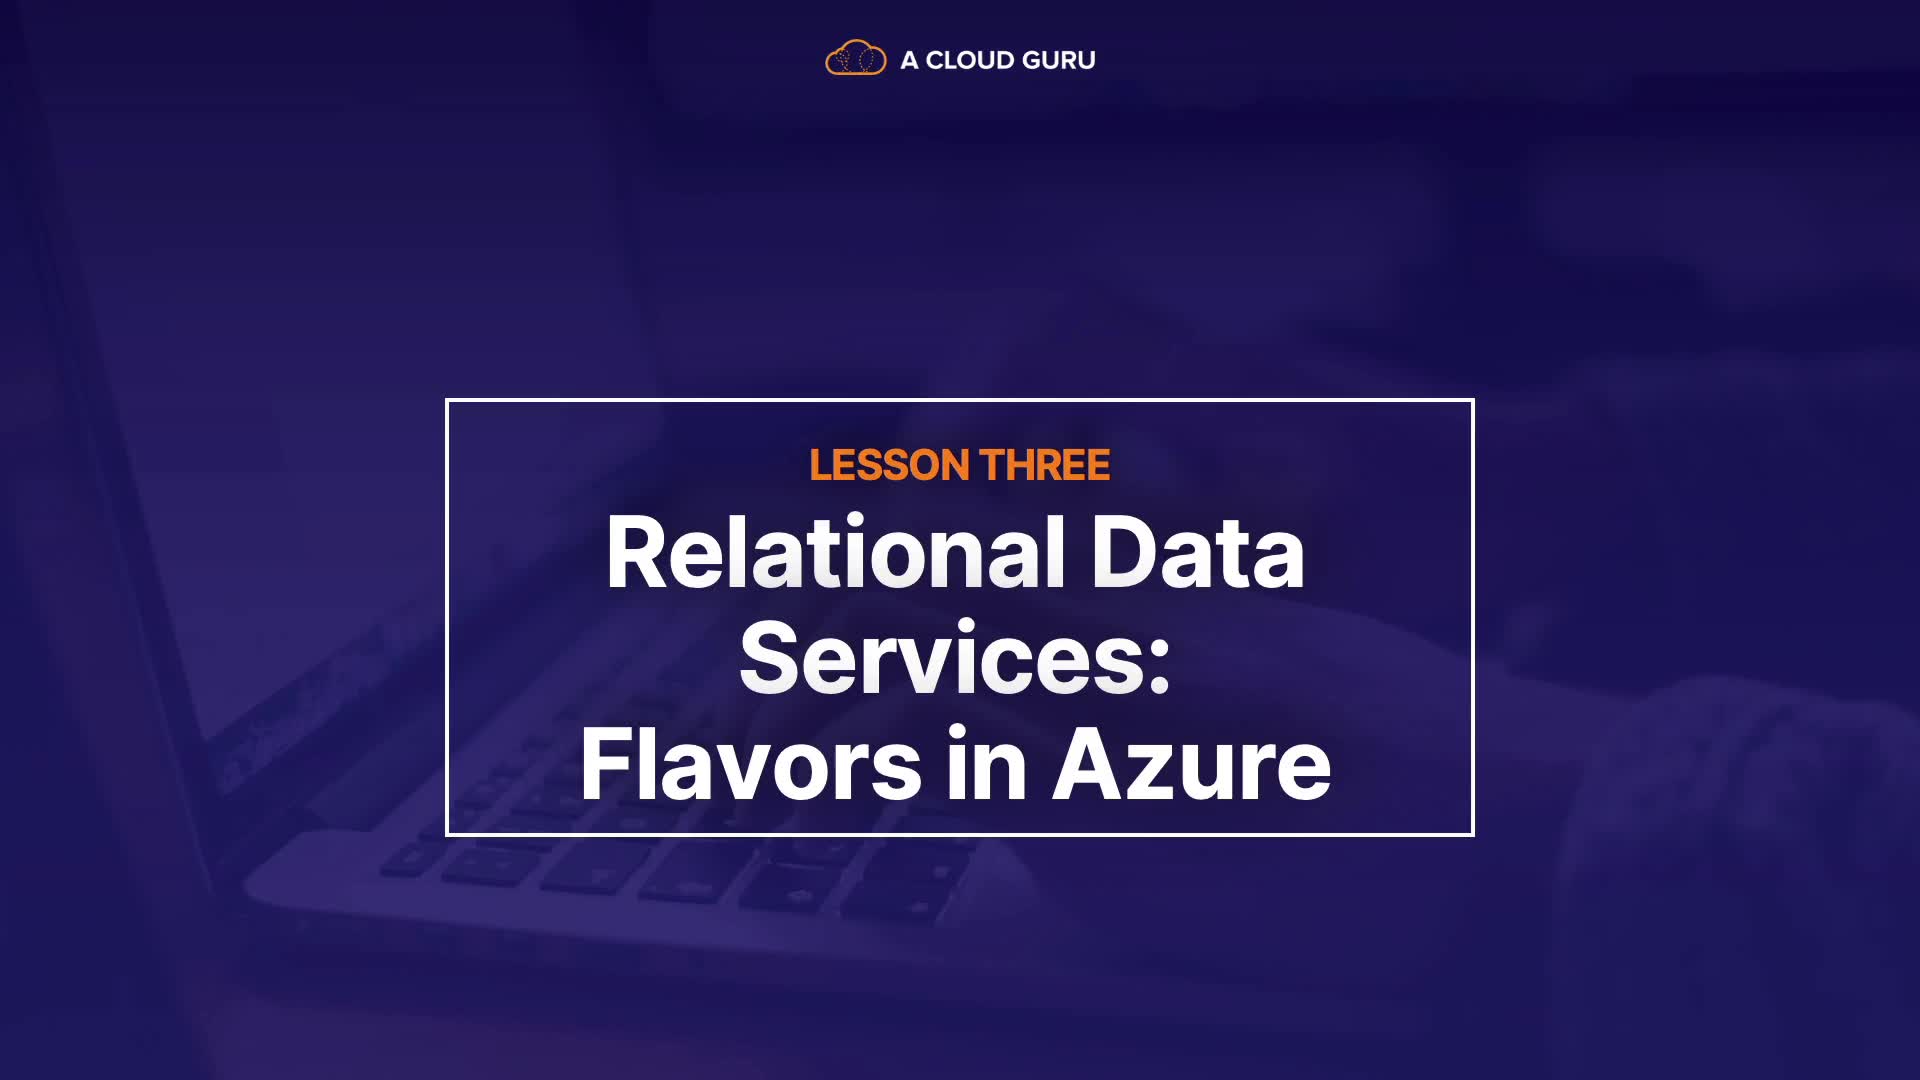 A CLOUD GURU
LESSON THREE
Relational Data
Services:
Flavors in Azure